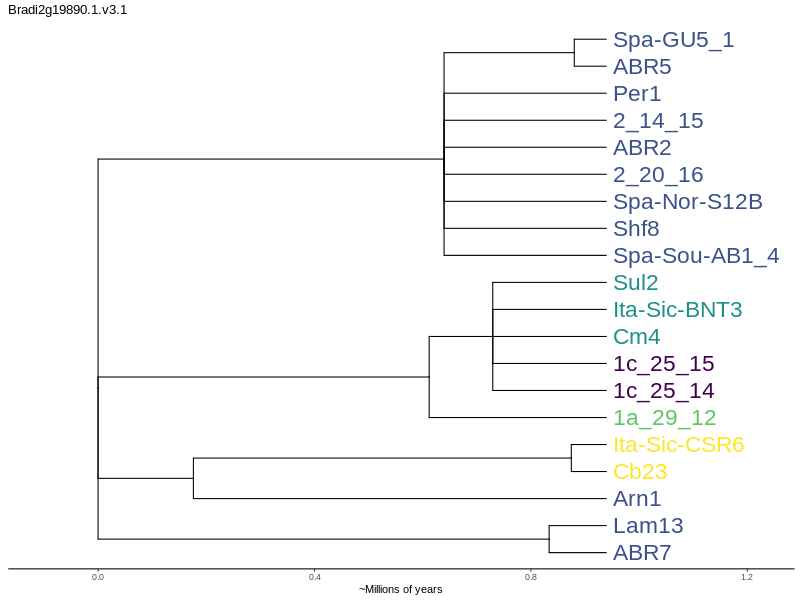 Bradi2g19890.1.v3.1
Spa-GU5_1
ABR5
Per1
2_14_15
ABR2
2_20_16
Spa-Nor-S12B
Shf8
Spa-Sou-AB1_4
Sul2
Ita-Sic-BNT3
Cm4
1c_25_15
1c_25_14
1a_29_12
Ita-Sic-CSR6
Cb23
Arn1
Lam13
ABR7
0.0 0.4 0.8 1.2
~Millions of years